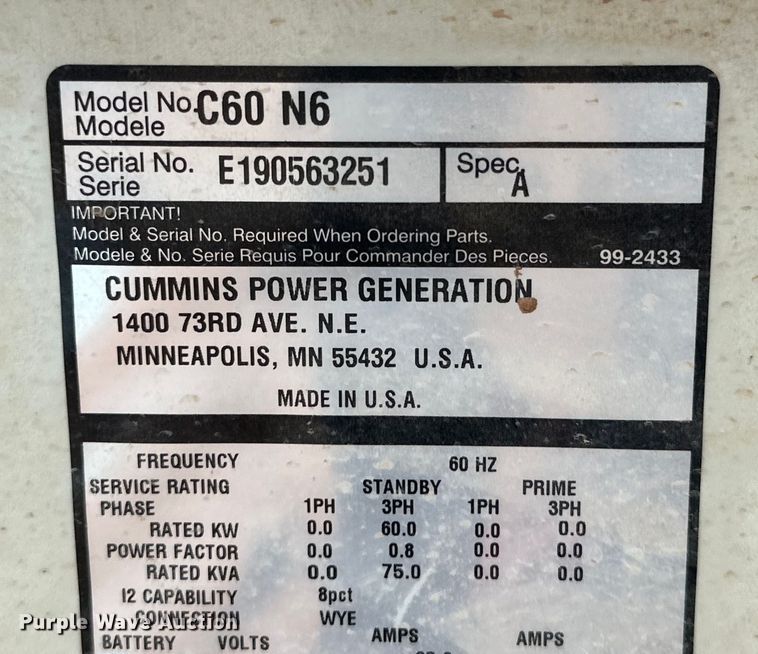 Model No. C60 N6
Modele
Serial No. E190563251 Spec A
Serie
IMPORTANT!
Model & Serial No. Required When Ordering Parts.
Modele & No. Serie Requis Pour Commander Des Pieces. 99-2433
CUMMINS POWER GENERATION
1400 73RD AVE. N.E.
MINNEAPOLIS, MN 55432 U.S.A.
MADE IN U.S.A.
FREQUENCY 60 HZ
SERVICE RATING STANDBY PRIME
PHASE 1PH 3PH 1PH 3PH
RATED KW 0.0 60.0 0.0 0.0
POWER FACTOR 0.0 0.8 0.0 0.0
RATED KVA 0.0 75.0 0.0 0.0
I2 CAPABILITY 8pct
CONNECTION WYE
Purple Wave Auction
BATTERY VOLTS AMPS AMPS